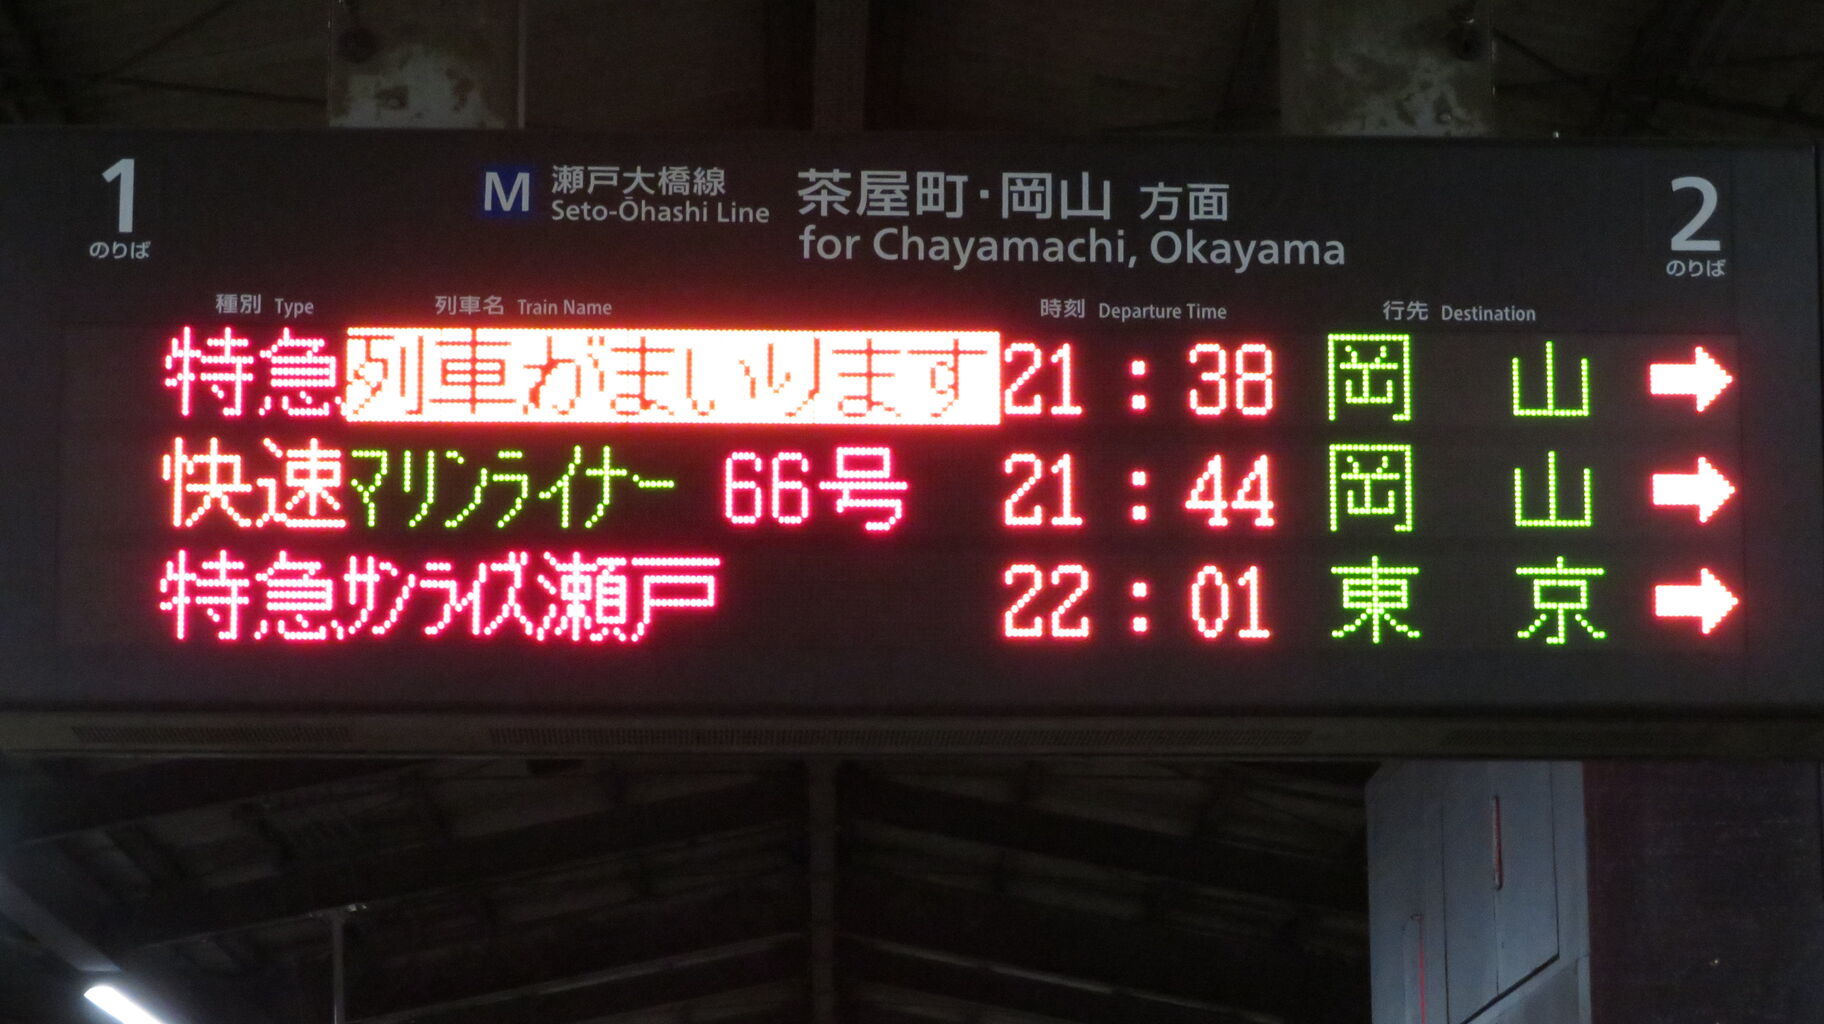 1 のりば
M 瀬戸大橋線 茶屋町・岡山 方面
Seto-Ōhashi Line for Chayamachi, Okayama
2 のりば
種別 Type 列車名 Train Name 時刻 Departure Time 行先 Destination
特急 列車がまいります 21:38 岡山 ➡
快速 マリンライナー 66号 21:44 岡山 ➡
特急 サンライズ瀬戸 22:01 東京 ➡